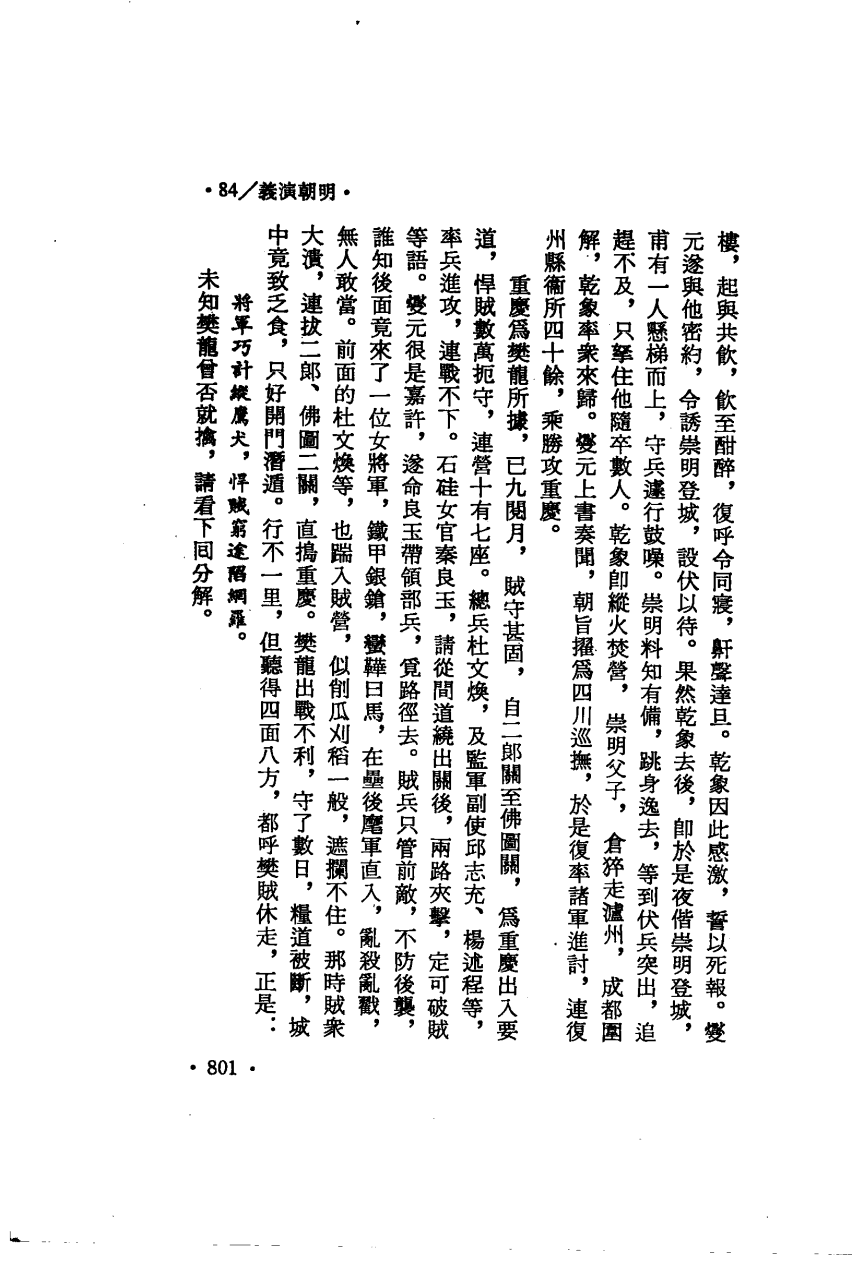 •84/義演朝明•
樓，起與共飲，飲至酣醉，復呼令同寢，鼾聲達旦。乾象因此感激，誓以死報。燮
元遂與他密約，令誘崇明登城，設伏以待。果然乾象去後，卽於是夜偕崇明登城，
甫有一人懸梯而上，守兵遽行鼓噪。崇明料知有備，跳身逸去，等到伏兵突出，追
趕不及，只拏住他隨卒數人。乾象卽縱火焚營，崇明父子，倉猝走瀘州，成都圍
解，乾象率衆來歸。燮元上書奏聞，朝旨擢爲四川巡撫，於是復率諸軍進討，連復
州縣衞所四十餘，乘勝攻重慶。
重慶爲樊龍所據，已九閱月，賊守甚固，自二郎關至佛圖關，爲重慶出入要
道，悍賊數萬扼守，連營十有七座。總兵杜文煥，及監軍副使邱志充、楊述程等，
率兵進攻，連戰不下。石砫女官秦良玉，請從間道繞出關後，兩路夾擊，定可破賊
等語。燮元很是嘉許，遂命良玉帶領部兵，覓路徑去。賊兵只管前敵，不防後襲，
誰知後面竟來了一位女將軍，鐵甲銀鎗，蠻鞾白馬，在壘後麾軍直入，亂殺亂戳，
無人敢當。前面的杜文煥等，也踹入賊營，似削瓜刈稻一般，遮攔不住。那時賊衆
大潰，連拔二郎、佛圖二關，直搗重慶。樊龍出戰不利，守了數日，糧道被斷，城
中竟致乏食，只好開門潛遁。行不一里，但聽得四面八方，都呼樊賊休走，正是：
將軍巧計縱鷹犬，悍賊窮途陷網羅。
未知樊龍曾否就擒，請看下回分解。
•801•